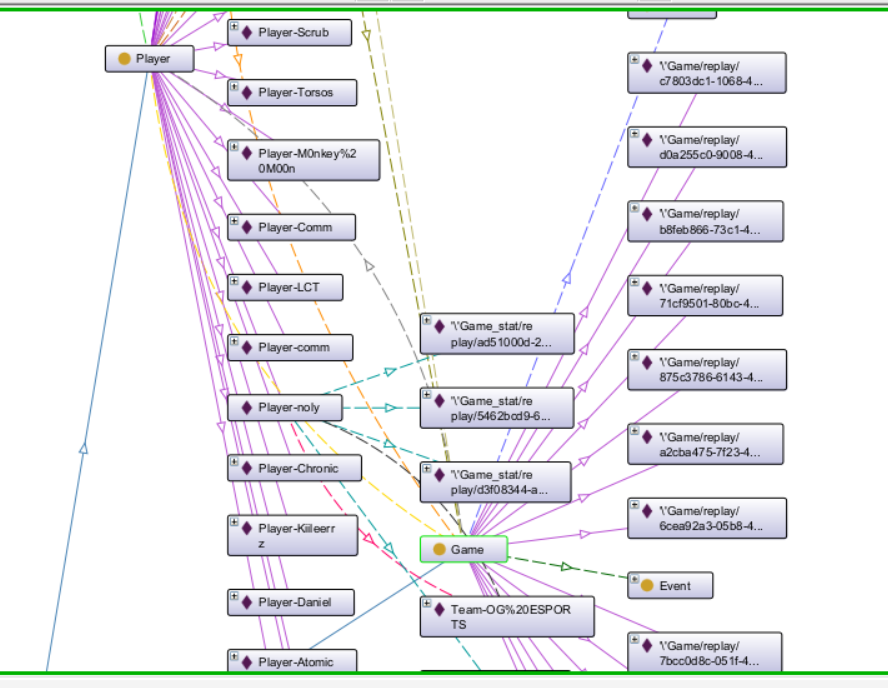 Player
Player-Scrub
Player-Torsos
Player-M0nkey%2
0M00n
Player-Comm
Player-LCT
Player-comm
Player-noly
Player-Chronic
Player-Kiileerr
z
Player-Daniel
Player-Atomic
'\'Game_stat/re
play/ad51000d-2...
'\'Game_stat/re
play/5462bcd9-6...
'\'Game_stat/re
play/d3f08344-a...
Game
Team-OG%20ESPOR
TS
'\'Game/replay/
c7803dc1-1068-4...
'\'Game/replay/
d0a255c0-9008-4...
'\'Game/replay/
b8feb866-73c1-4...
'\'Game/replay/
71cf9501-80bc-4...
'\'Game/replay/
875c3786-6143-4...
'\'Game/replay/
a2cba475-7f23-4...
'\'Game/replay/
6cea92a3-05b8-4...
Event
'\'Game/replay/
7bcc0d8c-051f-4...